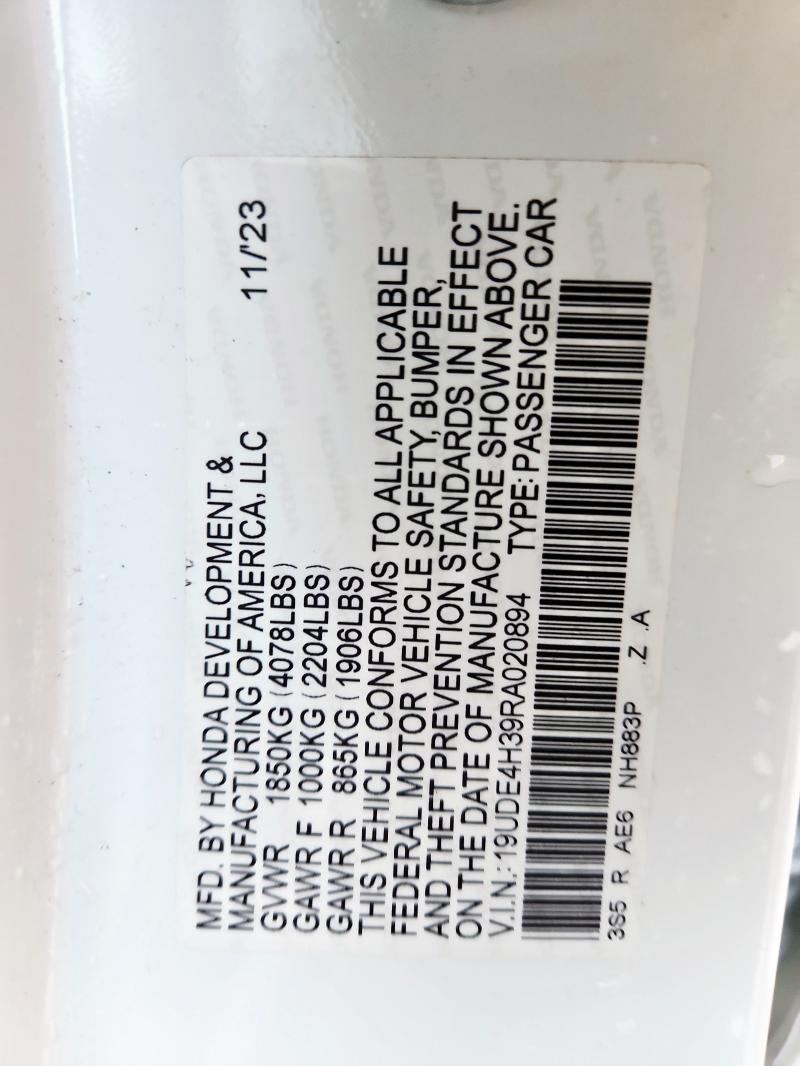 MFD. BY HONDA DEVELOPMENT &
MANUFACTURING OF AMERICA, LLC 11/'23
GVWR 1850KG (4078LBS)
GAWR F 1000KG (2204LBS)
GAWR R 865KG (1906LBS)
THIS VEHICLE CONFORMS TO ALL APPLICABLE
FEDERAL MOTOR VEHICLE SAFETY, BUMPER,
AND THEFT PREVENTION STANDARDS IN EFFECT
ON THE DATE OF MANUFACTURE SHOWN ABOVE.
V.I.N.:19UDE4H39RA020894 TYPE:PASSENGER CAR
3S5 R AE6 NH883P .Z .A